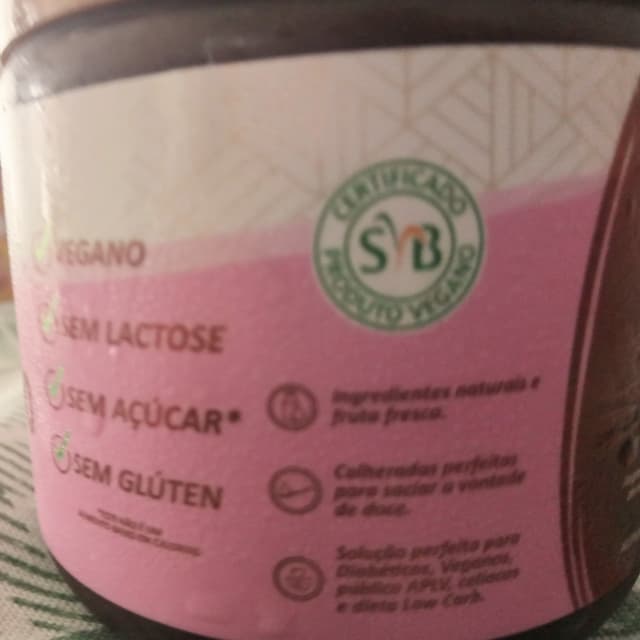 CERTIFICADO
SVB
PRODUTO VEGANO
VEGANO
SEM LACTOSE
SEM AÇÚCAR*
SEM GLÚTEN
Ingredientes naturais e
fruta fresca.
Colheradas perfeitas
para saciar a vontade
de doce.
Solução perfeita para
Diabéticos, Veganos,
público APLV, celíacos
e dieta Low Carb.